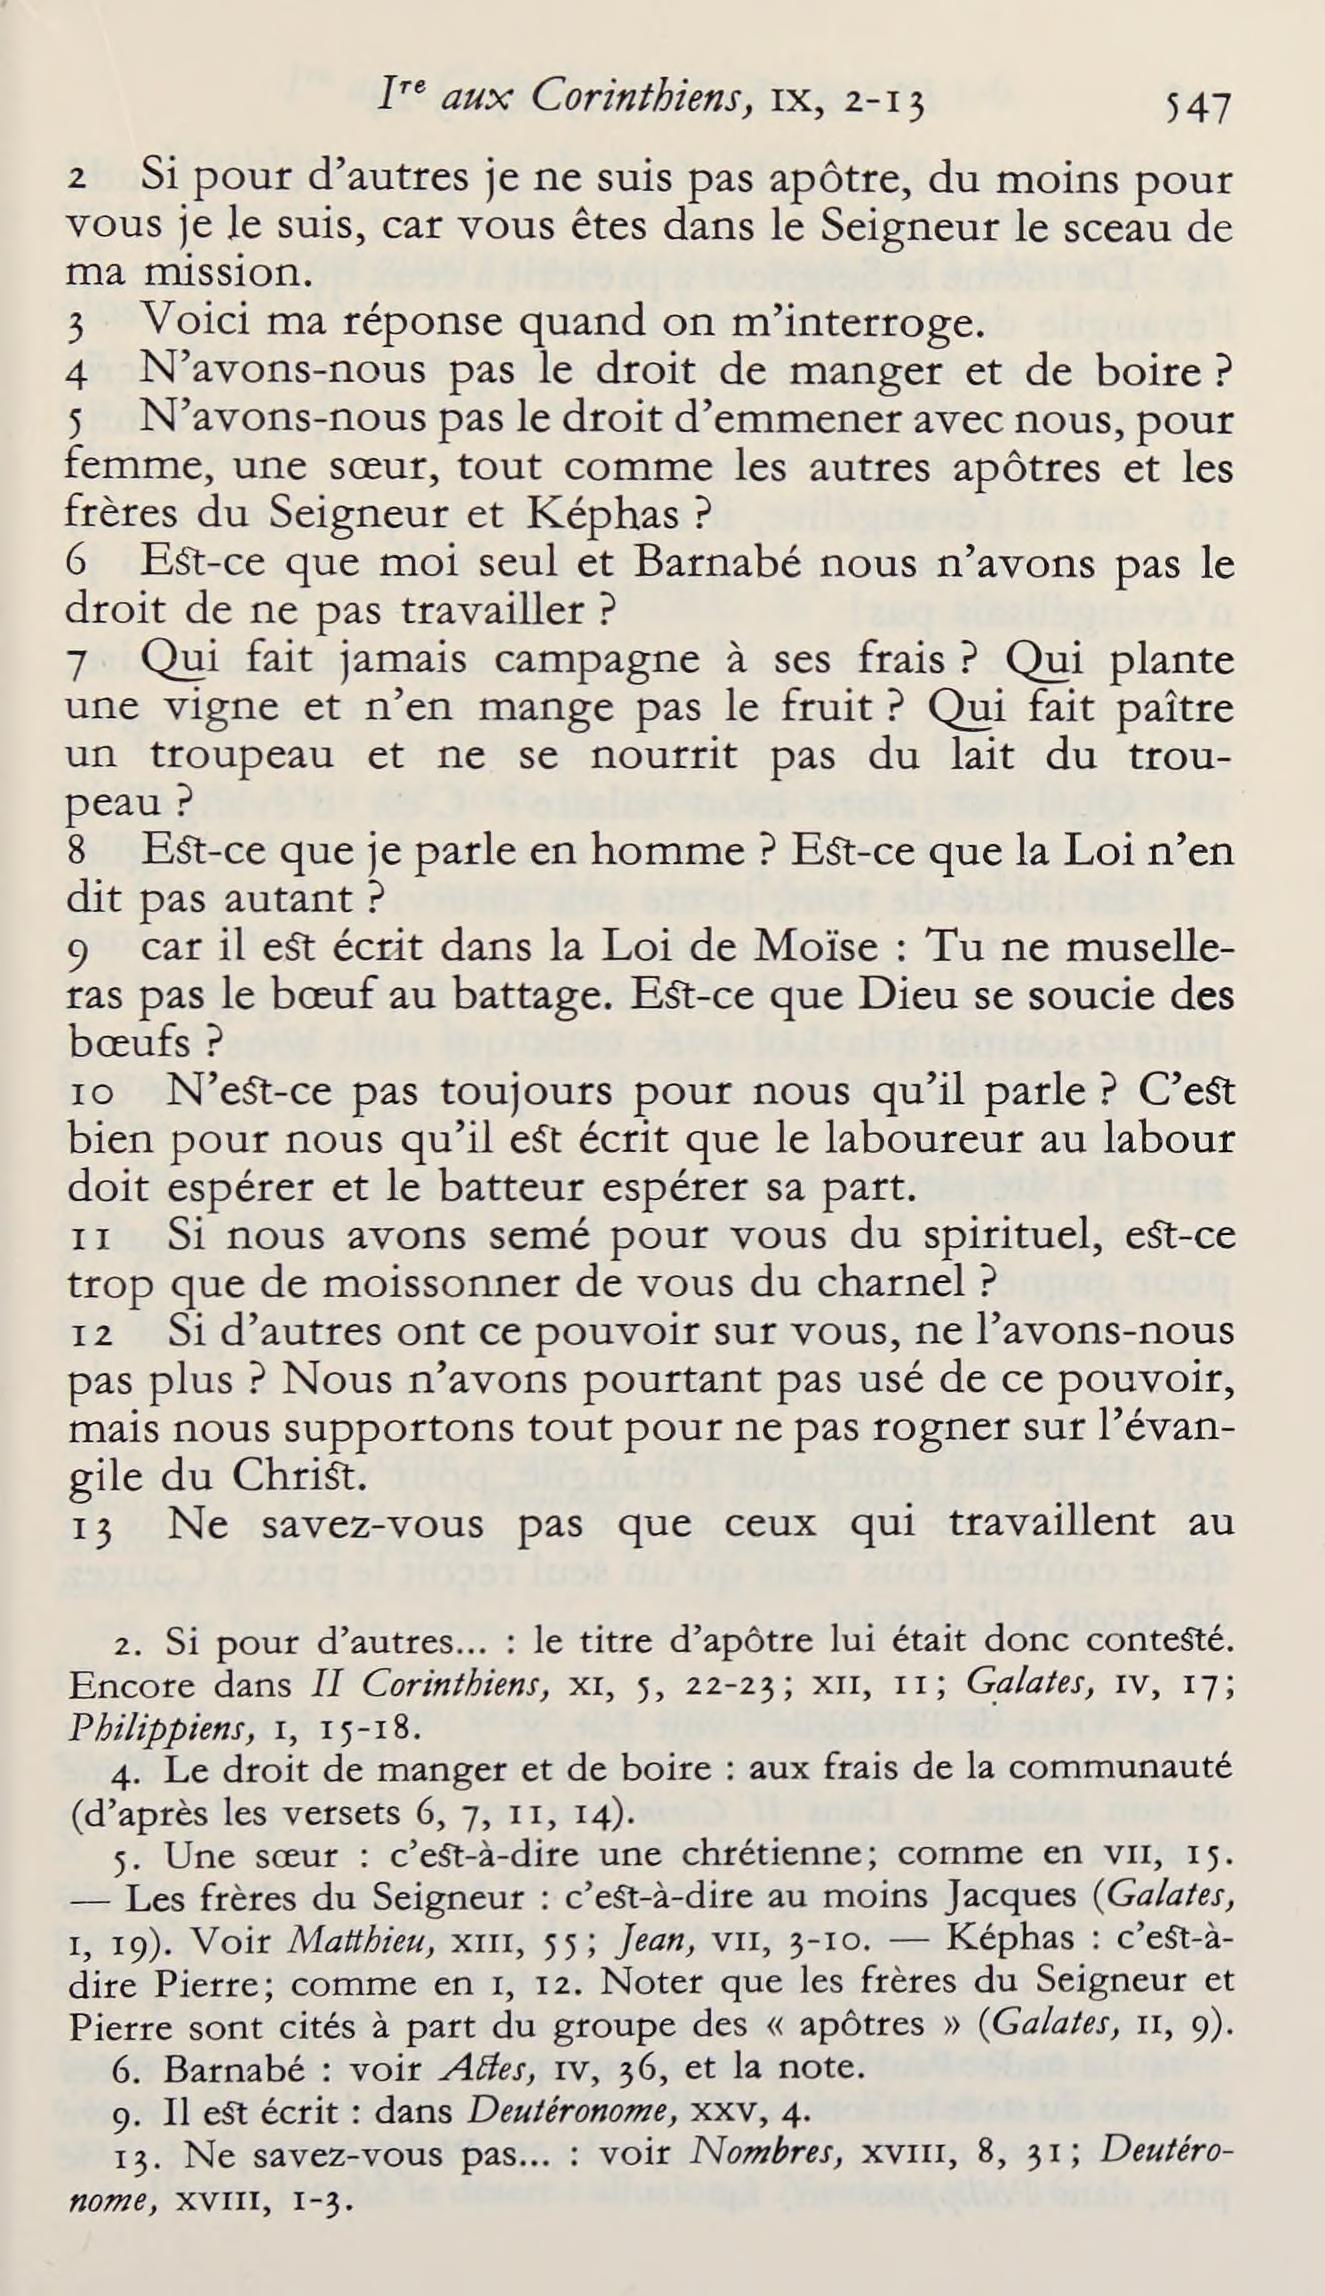 Iʳᵉ aux Corinthiens, IX, 2-13
547
2 Si pour d’autres je ne suis pas apôtre, du moins pour
vous je le suis, car vous êtes dans le Seigneur le sceau de
ma mission.
3 Voici ma réponse quand on m’interroge.
4 N’avons-nous pas le droit de manger et de boire ?
5 N’avons-nous pas le droit d’emmener avec nous, pour
femme, une sœur, tout comme les autres apôtres et les
frères du Seigneur et Képhas ?
6 Est-ce que moi seul et Barnabé nous n’avons pas le
droit de ne pas travailler ?
7 Qui fait jamais campagne à ses frais ? Qui plante
une vigne et n’en mange pas le fruit ? Qui fait paître
un troupeau et ne se nourrit pas du lait du trou-
peau ?
8 Est-ce que je parle en homme ? Est-ce que la Loi n’en
dit pas autant ?
9 car il est écrit dans la Loi de Moïse : Tu ne muselle-
ras pas le bœuf au battage. Est-ce que Dieu se soucie des
bœufs ?
10 N’est-ce pas toujours pour nous qu’il parle ? C’est
bien pour nous qu’il est écrit que le laboureur au labour
doit espérer et le batteur espérer sa part.
11 Si nous avons semé pour vous du spirituel, est-ce
trop que de moissonner de vous du charnel ?
12 Si d’autres ont ce pouvoir sur vous, ne l’avons-nous
pas plus ? Nous n’avons pourtant pas usé de ce pouvoir,
mais nous supportons tout pour ne pas rogner sur l’évan-
gile du Christ.
13 Ne savez-vous pas que ceux qui travaillent au
2. Si pour d’autres... : le titre d’apôtre lui était donc contesté.
Encore dans II Corinthiens, XI, 5, 22-23; XII, 11; Galates, IV, 17;
Philippiens, I, 15-18.
4. Le droit de manger et de boire : aux frais de la communauté
(d’après les versets 6, 7, 11, 14).
5. Une sœur : c’est-à-dire une chrétienne; comme en VII, 15.
— Les frères du Seigneur : c’est-à-dire au moins Jacques (Galates,
I, 19). Voir Matthieu, XIII, 55; Jean, VII, 3-10. — Képhas : c’est-à-
dire Pierre; comme en I, 12. Noter que les frères du Seigneur et
Pierre sont cités à part du groupe des « apôtres » (Galates, II, 9).
6. Barnabé : voir Actes, IV, 36, et la note.
9. Il est écrit : dans Deutéronome, XXV, 4.
13. Ne savez-vous pas... : voir Nombres, XVIII, 8, 31; Deutéro-
nome, XVIII, 1-3.